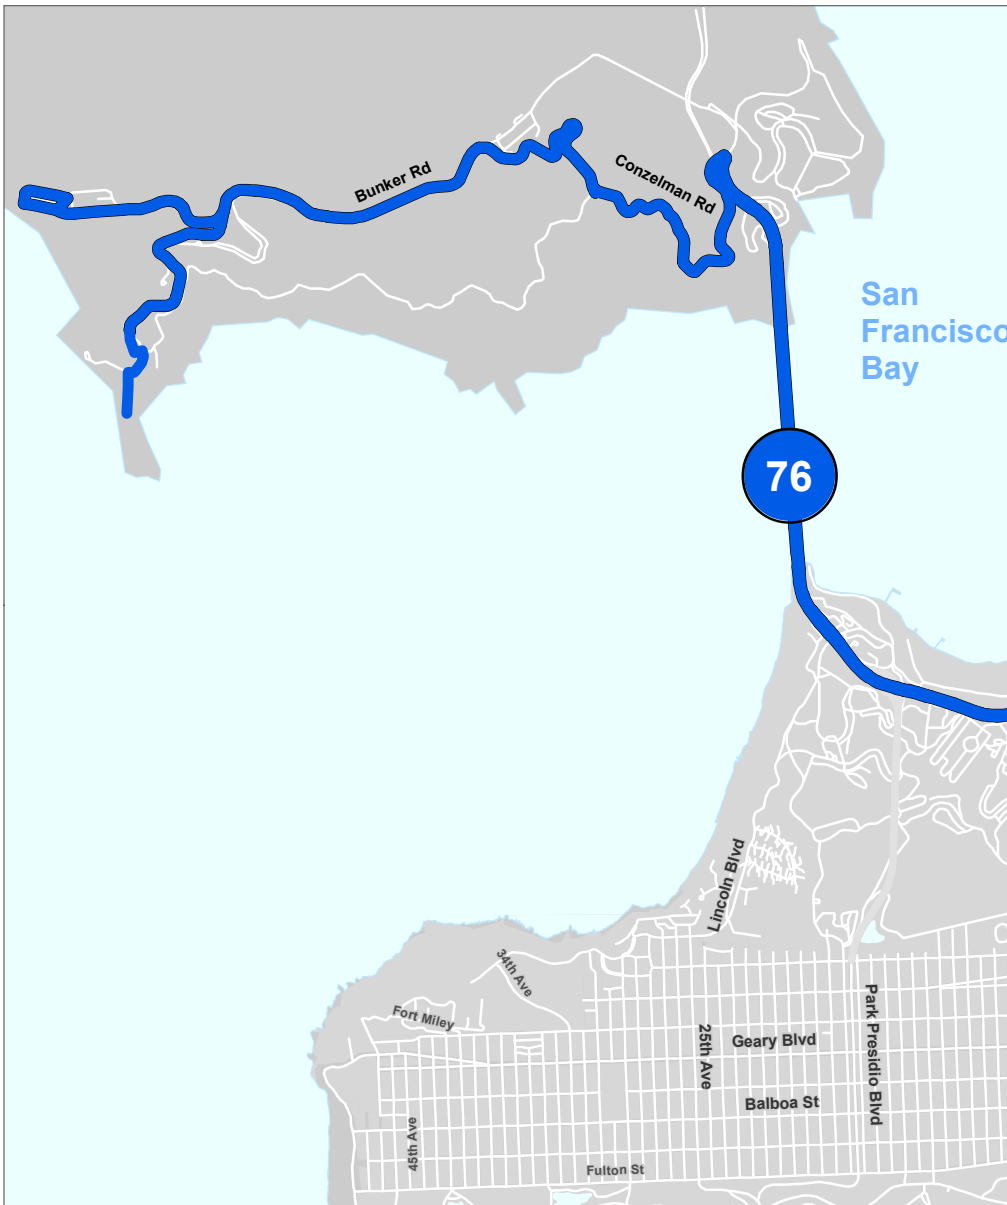 Bunker Rd
Conzelman Rd
San
Francisco
Bay
76
Lincoln Blvd
34th Ave
Fort Miley
25th Ave
Geary Blvd
Park Presidio Blvd
Balboa St
45th Ave
Fulton St